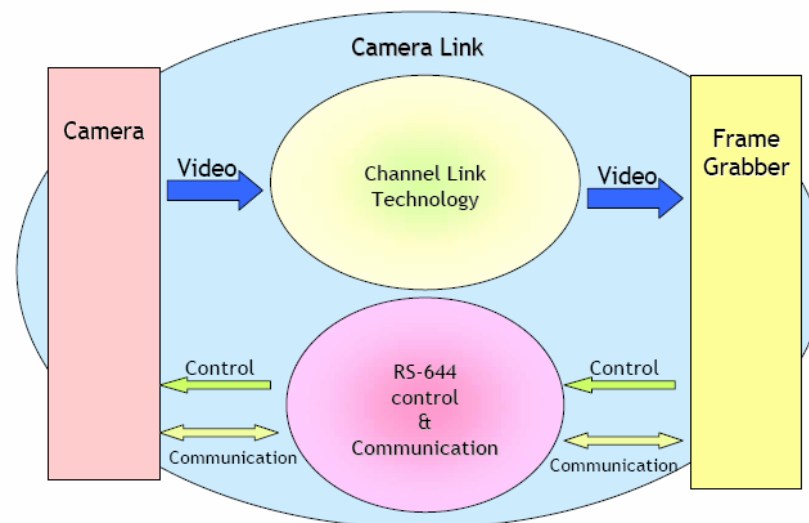 Camera Link
Camera
Video
Channel Link
Technology
Video
Frame
Grabber
Control
RS-644
control
&
Communication
Control
Communication
Communication